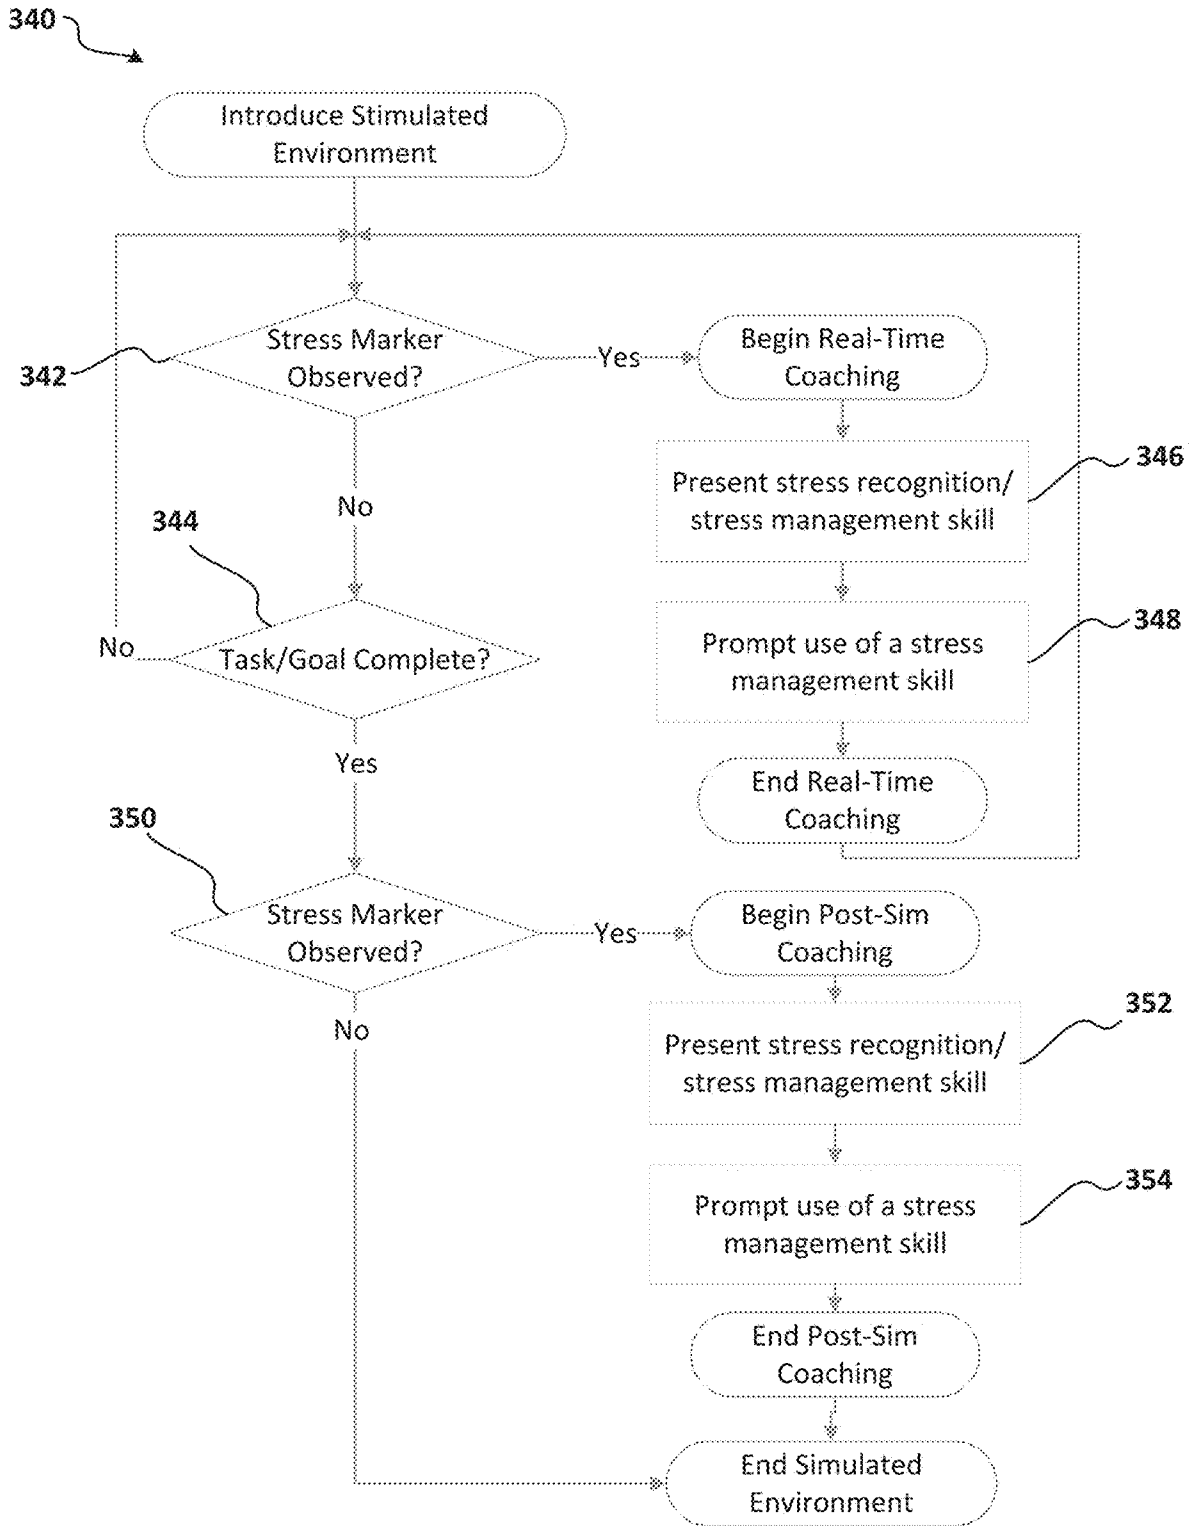 340
Introduce Stimulated
Environment
342
Stress Marker
Observed?
Yes
Begin Real-Time
Coaching
346
Present stress recognition/
stress management skill
No
344
348
Prompt use of a stress
management skill
No
Task/Goal Complete?
Yes
End Real-Time
Coaching
350
Stress Marker
Observed?
Yes
Begin Post-Sim
Coaching
352
Present stress recognition/
stress management skill
No
354
Prompt use of a stress
management skill
End Post-Sim
Coaching
End Simulated
Environment